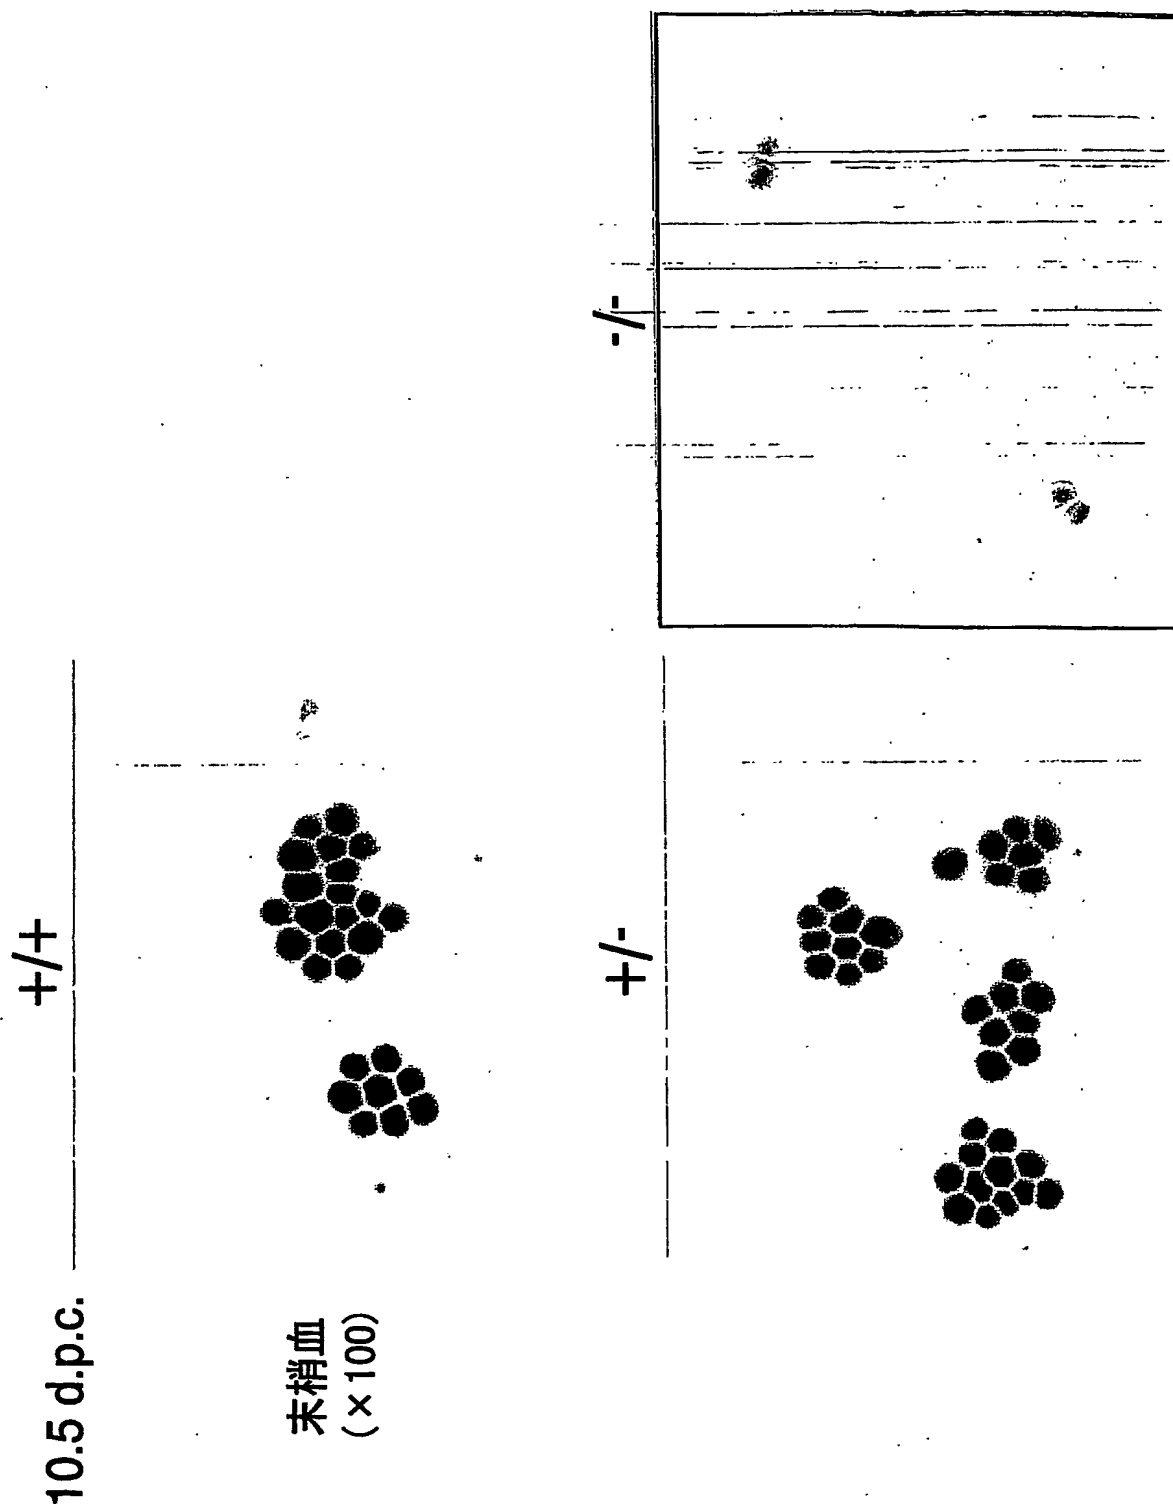 10.5 d.p.c.
+/+
末梢血
(×100)
+/-
-/-